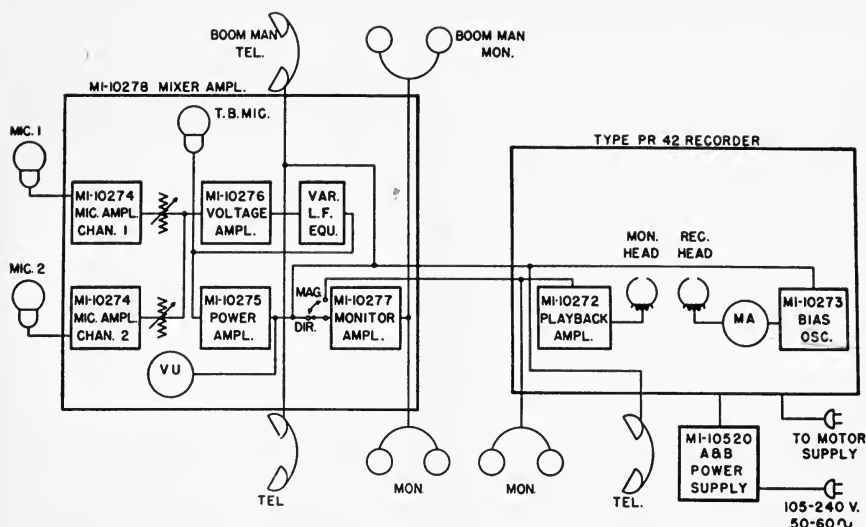 BOOM MAN
TEL.
BOOM MAN
MON.
MI-10278 MIXER AMPL.
T.B. MIC.
MIC. 1
MI-10274
MIC. AMPL.
CHAN. 1
MI-10276
VOLTAGE
AMPL.
VAR.
L.F.
EQU.
MIC. 2
MI-10274
MIC. AMPL.
CHAN. 2
MI-10275
POWER
AMPL.
MAG.
DIR.
MI-10277
MONITOR
AMPL.
VU
TEL
MON.
TYPE PR 42 RECORDER
MON.
HEAD
REC.
HEAD
MI-10272
PLAYBACK
AMPL.
MA
MI-10273
BIAS
OSC.
MON.
TEL.
MI-10520
A&B
POWER
SUPPLY
TO MOTOR
SUPPLY
105-240 V.
50-60∿